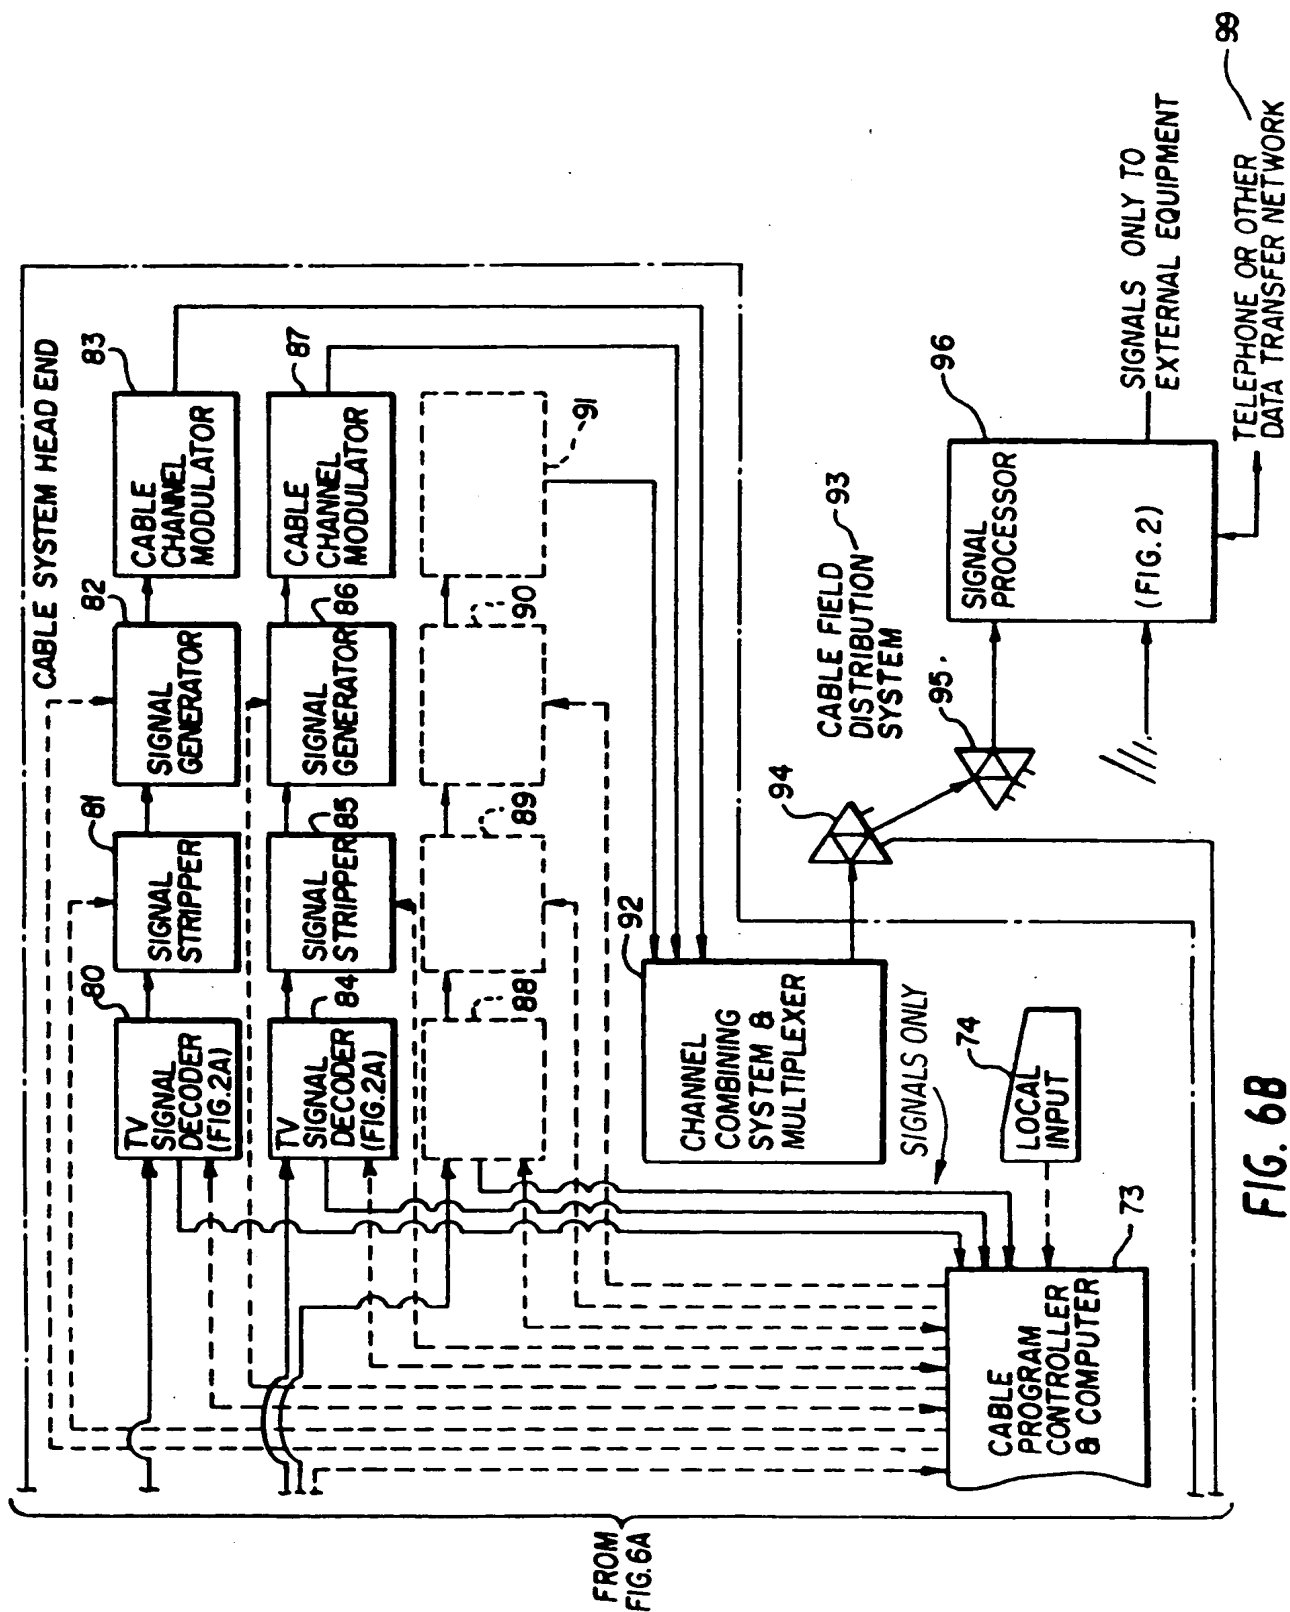 CABLE SYSTEM HEAD END
80
TV
SIGNAL
DECODER
(FIG. 2A)
81
SIGNAL
STRIPPER
82
SIGNAL
GENERATOR
83
CABLE
CHANNEL
MODULATOR
84
TV
SIGNAL
DECODER
(FIG. 2A)
85
SIGNAL
STRIPPER
86
SIGNAL
GENERATOR
87
CABLE
CHANNEL
MODULATOR
88
89
90
91
92
CHANNEL
COMBINING
SYSTEM &
MULTIPLEXER
SIGNALS ONLY
74
LOCAL
INPUT
73
CABLE
PROGRAM
CONTROLLER
& COMPUTER
94
CABLE FIELD
DISTRIBUTION
SYSTEM
93
95
96
SIGNAL
PROCESSOR
(FIG. 2)
SIGNALS ONLY TO
EXTERNAL EQUIPMENT
TELEPHONE OR OTHER
DATA TRANSFER NETWORK
99
FROM
FIG. 6A
FIG. 6B